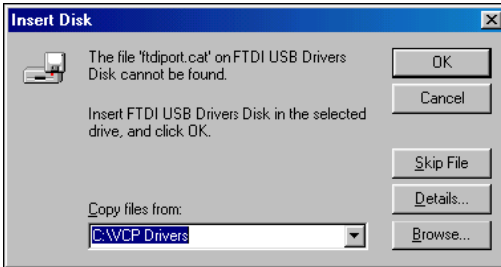 Insert Disk
The file 'ftdiport.cat' on FTDI USB Drivers
Disk cannot be found.
Insert FTDI USB Drivers Disk in the selected
drive, and click OK.
Copy files from:
C:\VCP Drivers
OK
Cancel
Skip File
Details...
Browse...